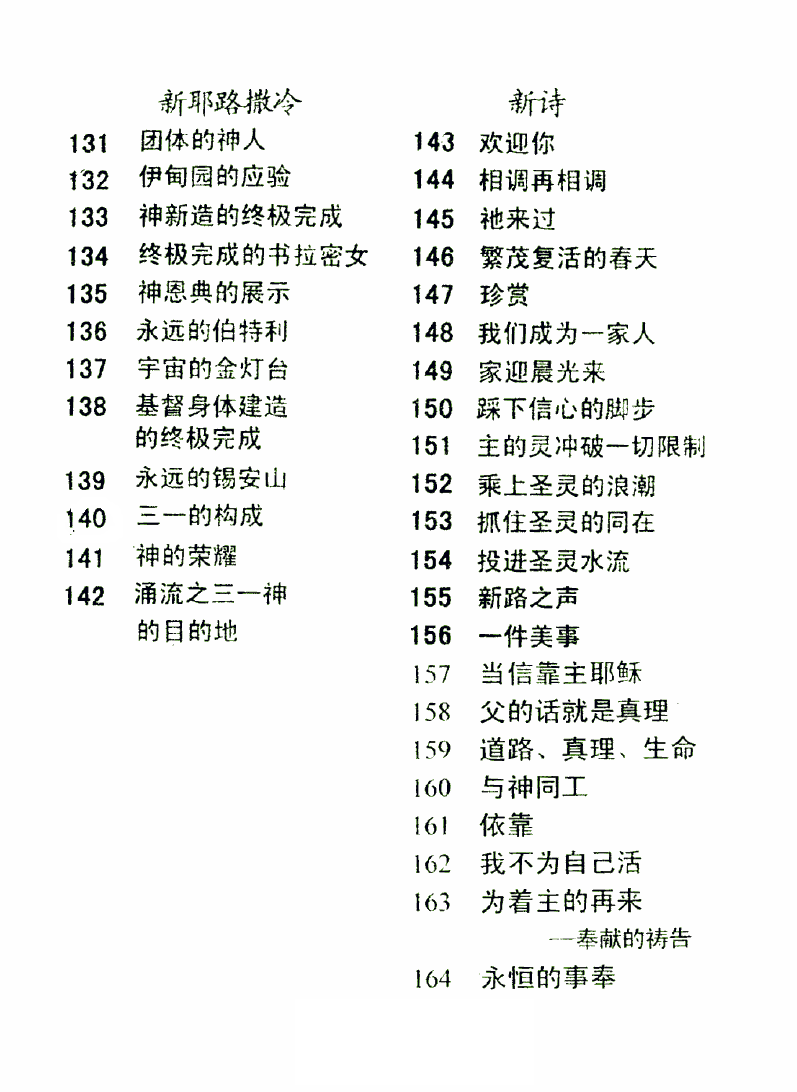 新耶路撒冷
131 团体的神人
132 伊甸园的应验
133 神新造的终极完成
134 终极完成的书拉密女
135 神恩典的展示
136 永远的伯特利
137 宇宙的金灯台
138 基督身体建造
的终极完成
139 永远的锡安山
140 三一的构成
141 神的荣耀
142 涌流之三一神
的目的地
新诗
143 欢迎你
144 相调再相调
145 祂来过
146 繁茂复活的春天
147 珍赏
148 我们成为一家人
149 家迎晨光来
150 踩下信心的脚步
151 主的灵冲破一切限制
152 乘上圣灵的浪潮
153 抓住圣灵的同在
154 投进圣灵水流
155 新路之声
156 一件美事
157 当信靠主耶稣
158 父的话就是真理
159 道路、真理、生命
160 与神同工
161 依靠
162 我不为自己活
163 为着主的再来
—奉献的祷告
164 永恒的事奉